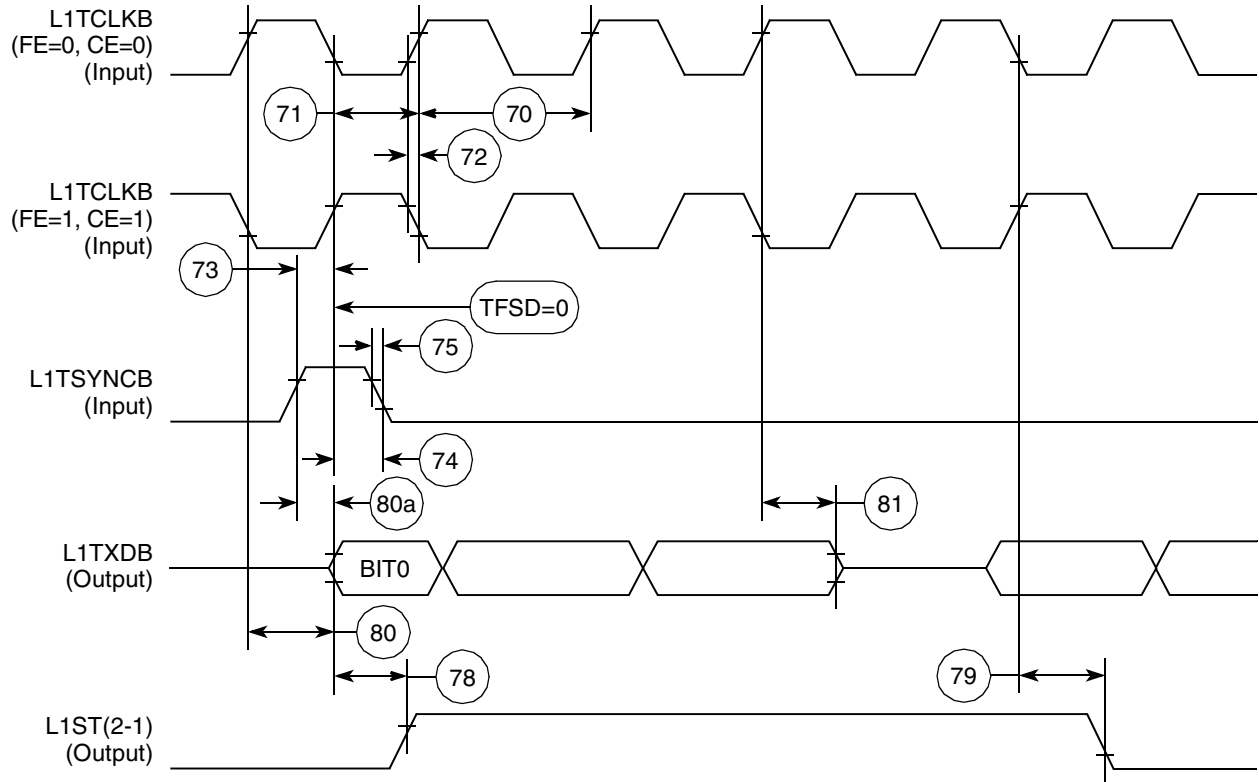 L1TCLKB
(FE=0, CE=0)
(Input)
71
70
72
L1TCLKB
(FE=1, CE=1)
(Input)
73
TFSD=0
75
L1TSYNCB
(Input)
74
80a
81
L1TXDB
(Output)
BIT0
80
78
79
L1ST(2-1)
(Output)